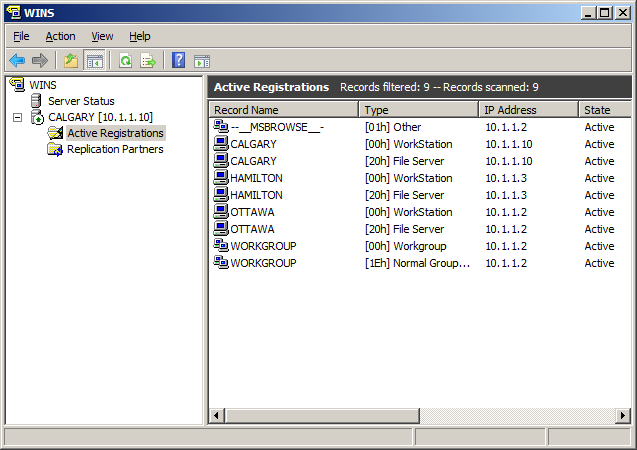 WINS
File Action View Help
WINS
Server Status
CALGARY [10.1.1.10]
Active Registrations
Replication Partners
Active Registrations Records filtered: 9 -- Records scanned: 9
Record Name Type IP Address State
--__MSBROWSE__- [01h] Other 10.1.1.2 Active
CALGARY [00h] WorkStation 10.1.1.10 Active
CALGARY [20h] File Server 10.1.1.10 Active
HAMILTON [00h] WorkStation 10.1.1.3 Active
HAMILTON [20h] File Server 10.1.1.3 Active
OTTAWA [00h] WorkStation 10.1.1.2 Active
OTTAWA [20h] File Server 10.1.1.2 Active
WORKGROUP [00h] Workgroup 10.1.1.2 Active
WORKGROUP [1Eh] Normal Group... 10.1.1.2 Active